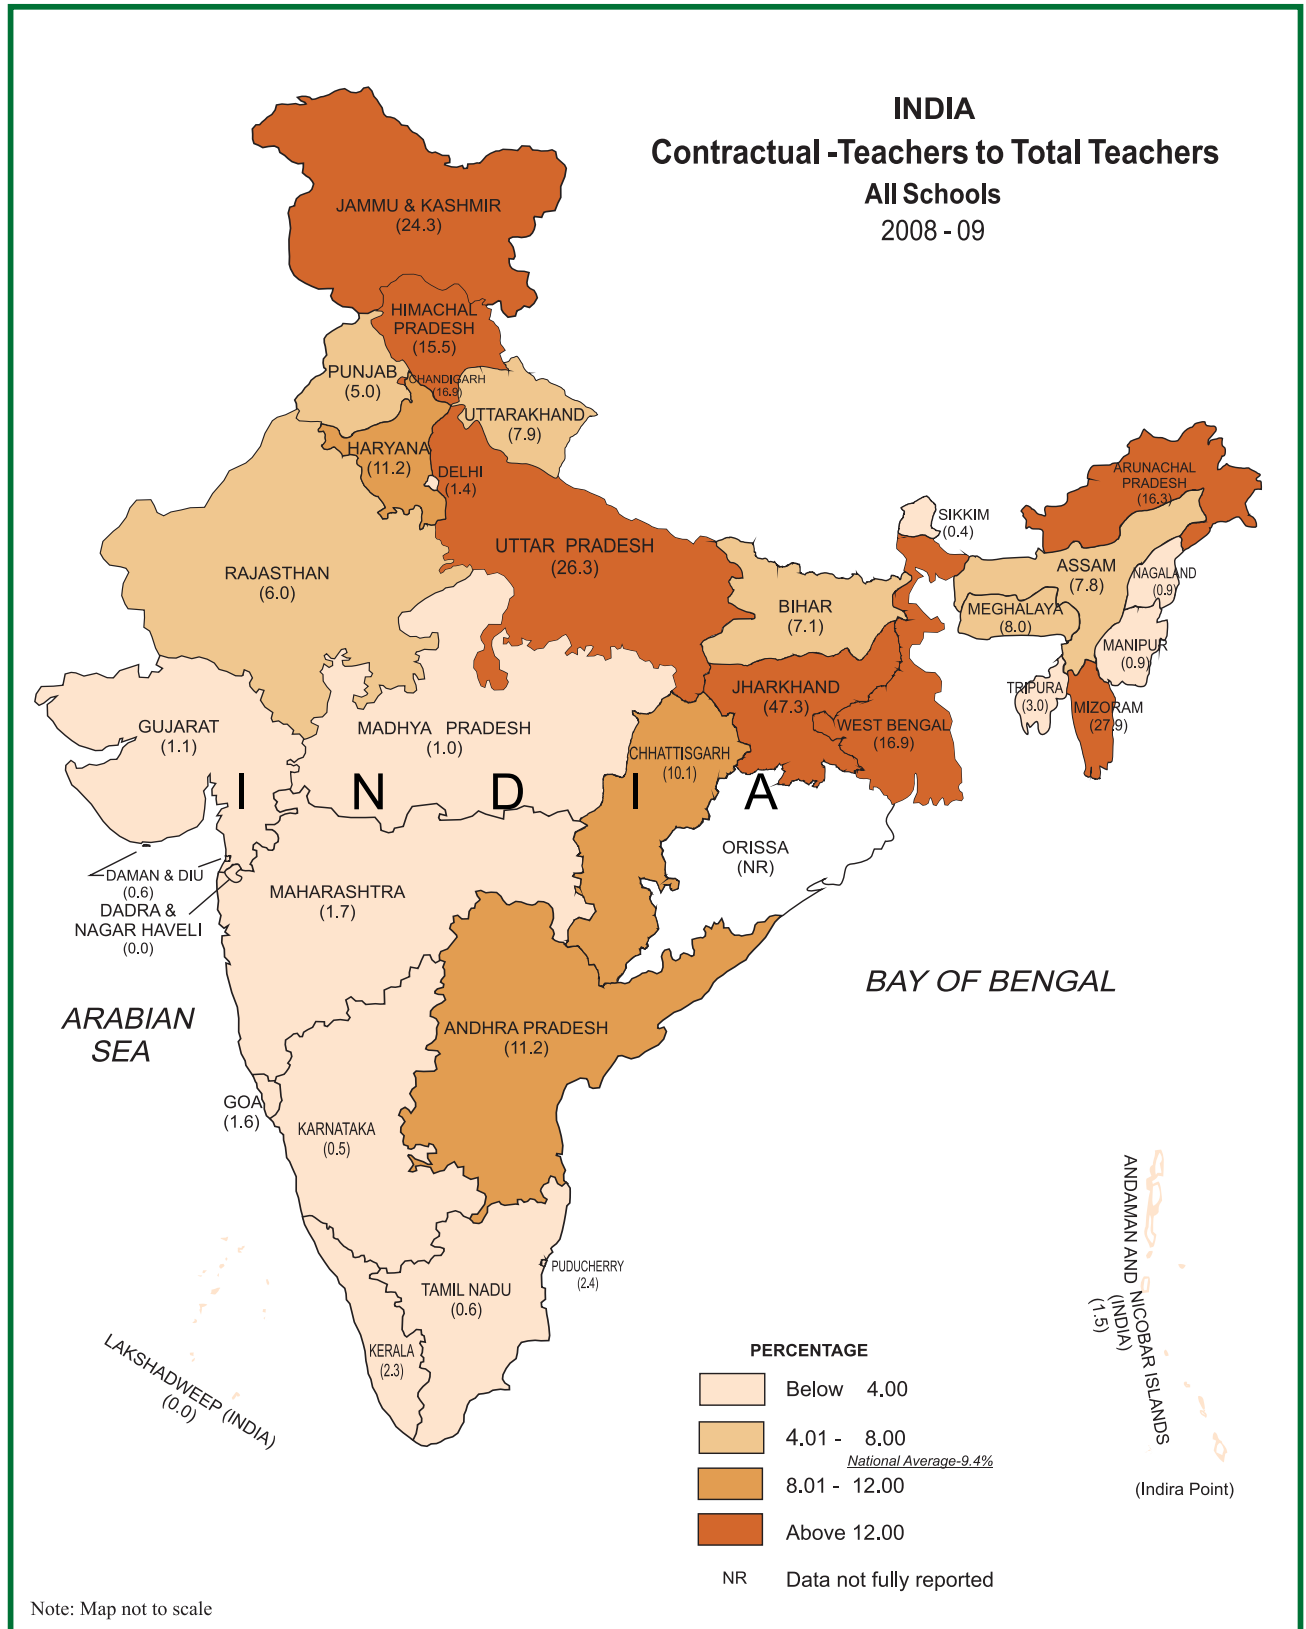 INDIA
Contractual -Teachers to Total Teachers
All Schools
2008 - 09
JAMMU & KASHMIR
(24.3)
HIMACHAL
PRADESH
(15.5)
PUNJAB
(5.0)
CHANDIGARH
(16.9)
UTTARAKHAND
(7.9)
HARYANA
(11.2)
DELHI
(1.4)
ARUNACHAL
PRADESH
(16.3)
SIKKIM
(0.4)
UTTAR PRADESH
(26.3)
RAJASTHAN
(6.0)
ASSAM
(7.8)
NAGALAND
(0.9)
BIHAR
(7.1)
MEGHALAYA
(8.0)
MANIPUR
(0.9)
TRIPURA
(3.0)
MIZORAM
(27.9)
JHARKHAND
(47.3)
WEST BENGAL
(16.9)
GUJARAT
(1.1)
MADHYA PRADESH
(1.0)
CHHATTISGARH
(10.1)
I N D I A
ORISSA
(NR)
DAMAN & DIU
(0.6)
DADRA &
NAGAR HAVELI
(0.0)
MAHARASHTRA
(1.7)
BAY OF BENGAL
ARABIAN
SEA
ANDHRA PRADESH
(11.2)
GOA
(1.6)
KARNATAKA
(0.5)
PUDUCHERRY
(2.4)
TAMIL NADU
(0.6)
KERALA
(2.3)
LAKSHADWEEP (INDIA)
(0.0)
ANDAMAN AND NICOBAR ISLANDS
(INDIA)
(1.5)
(Indira Point)
PERCENTAGE
Below 4.00
4.01 - 8.00
National Average-9.4%
8.01 - 12.00
Above 12.00
NR Data not fully reported
Note: Map not to scale